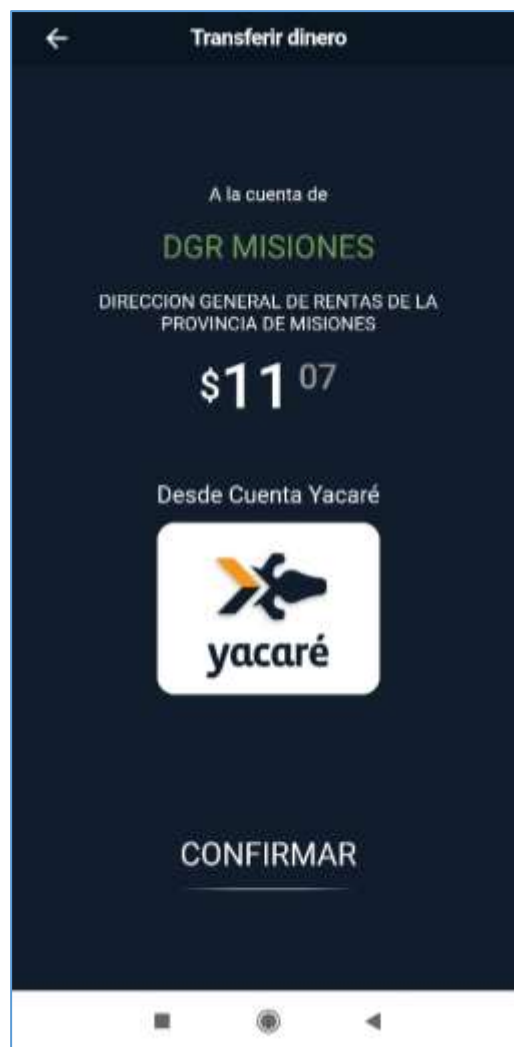 Transferir dinero
A la cuenta de
DGR MISIONES
DIRECCION GENERAL DE RENTAS DE LA
PROVINCIA DE MISIONES
$11 07
Desde Cuenta Yacaré
yacaré
CONFIRMAR